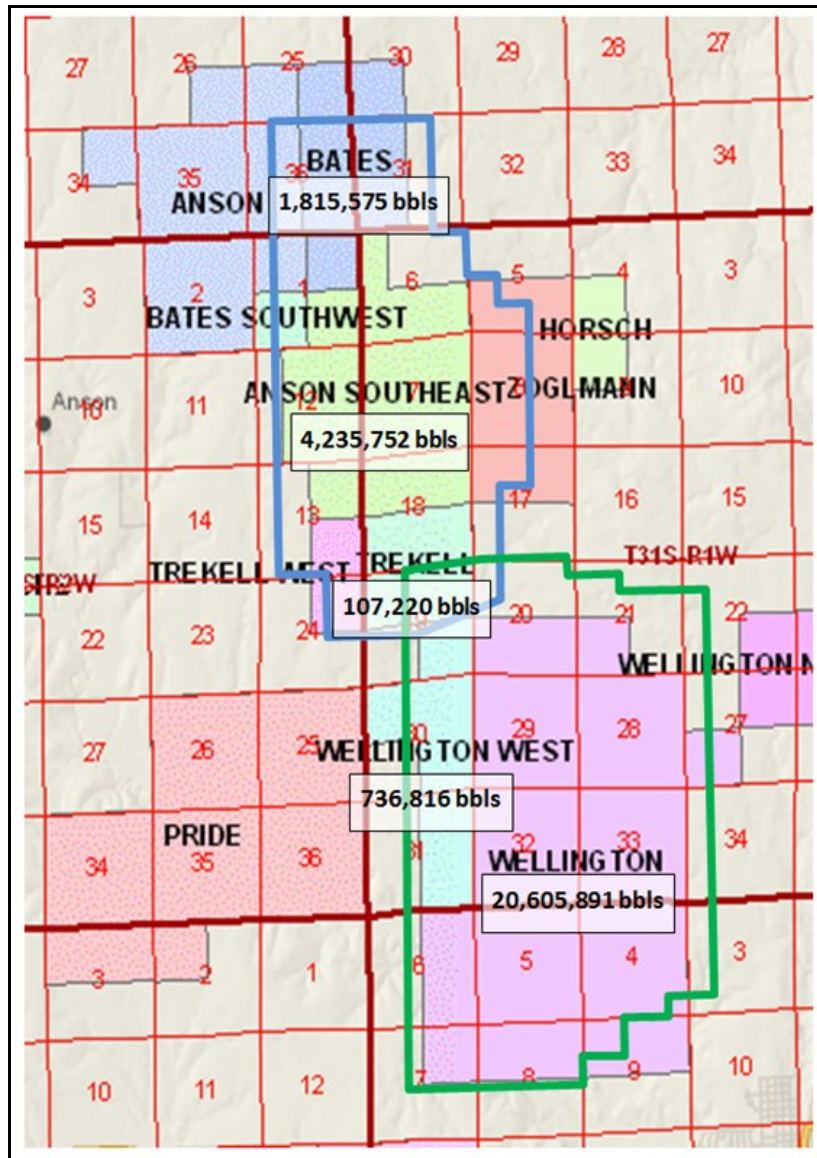 27 26 25 30 29 28 27
34 35 36 BATES 31 32 33 34
ANSON 1,815,575 bbls
3 2 1 6 5 4 3
BATES SOUTHWEST HORSCH
Anson
10 11 12 ANSON SOUTHEAST 7 ZOGLMANN 10
4,235,752 bbls
15 14 13 18 17 16 15
TREKELL WEST TREKELL T31S-R1W
22 23 24 107,220 bbls 20 21 22
WELLINGTON N
27 26 25 30 29 28 27
WELLINGTON WEST
736,816 bbls
PRIDE
34 35 36 31 32 33 34
WELLINGTON
20,605,891 bbls
3 2 1 6 5 4 3
10 11 12 7 8 9 10